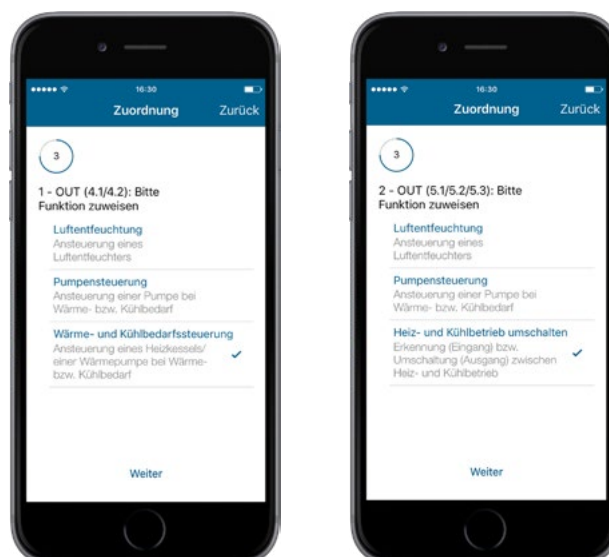 16:30
Zuordnung
Zurück
3
1 - OUT (4.1/4.2): Bitte
Funktion zuweisen
Luftentfeuchtung
Ansteuerung eines
Luftentfeuchters
Pumpensteuerung
Ansteuerung einer Pumpe bei
Wärme- bzw. Kühlbedarf
Wärme- und Kühlbedarfssteuerung
Ansteuerung eines Heizkessels/
einer Wärmepumpe bei Wärme-
bzw. Kühlbedarf
Weiter
16:30
Zuordnung
Zurück
3
2 - OUT (5.1/5.2/5.3): Bitte
Funktion zuweisen
Luftentfeuchtung
Ansteuerung eines
Luftentfeuchters
Pumpensteuerung
Ansteuerung einer Pumpe bei
Wärme- bzw. Kühlbedarf
Heiz- und Kühlbetrieb umschalten
Erkennung (Eingang) bzw.
Umschaltung (Ausgang) zwischen
Heiz- und Kühlbetrieb
Weiter